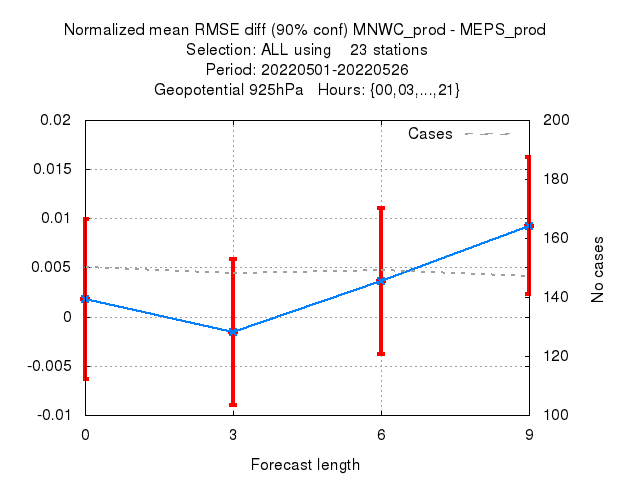 Normalized mean RMSE diff (90% conf) MNWC_prod - MEPS_prod
Selection: ALL using    23 stations
Period: 20220501-20220526
Geopotential 925hPa   Hours: {00,03,...,21}
Cases
0.02
0.015
0.01
0.005
0
-0.005
-0.01
200
180
160
140
120
100
No cases
0 3 6 9
Forecast length